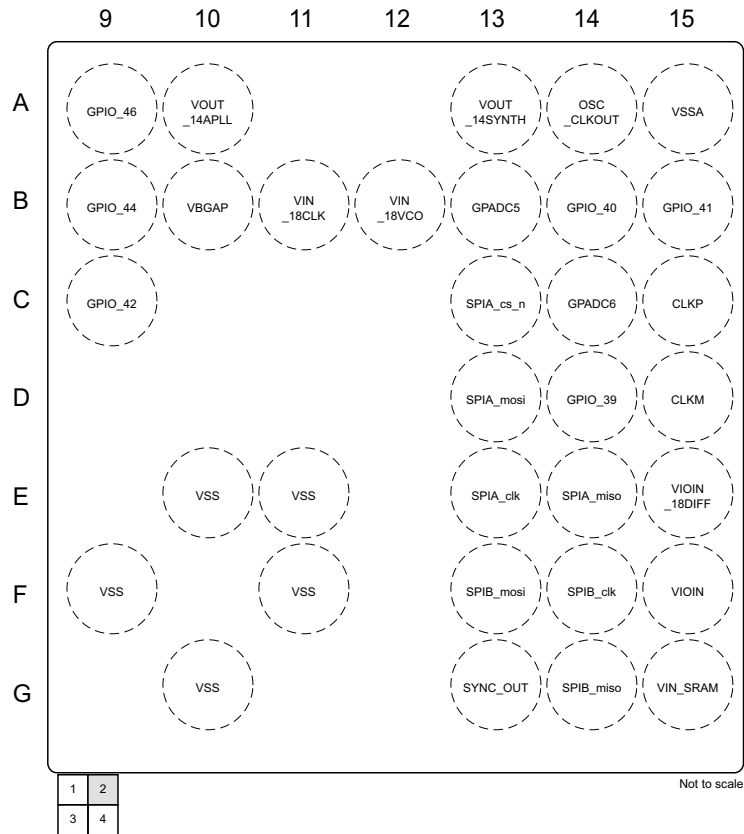 9 10 11 12 13 14 15
A
GPIO_46
VOUT
_14APLL
VOUT
_14SYNTH
OSC
_CLKOUT
VSSA
B
GPIO_44
VBGAP
VIN
_18CLK
VIN
_18VCO
GPADC5
GPIO_40
GPIO_41
C
GPIO_42
SPIA_cs_n
GPADC6
CLKP
D
SPIA_mosi
GPIO_39
CLKM
E
VSS
VSS
SPIA_clk
SPIA_miso
VIOIN
_18DIFF
F
VSS
VSS
SPIB_mosi
SPIB_clk
VIOIN
G
VSS
SYNC_OUT
SPIB_miso
VIN_SRAM
Not to scale
1 2
3 4